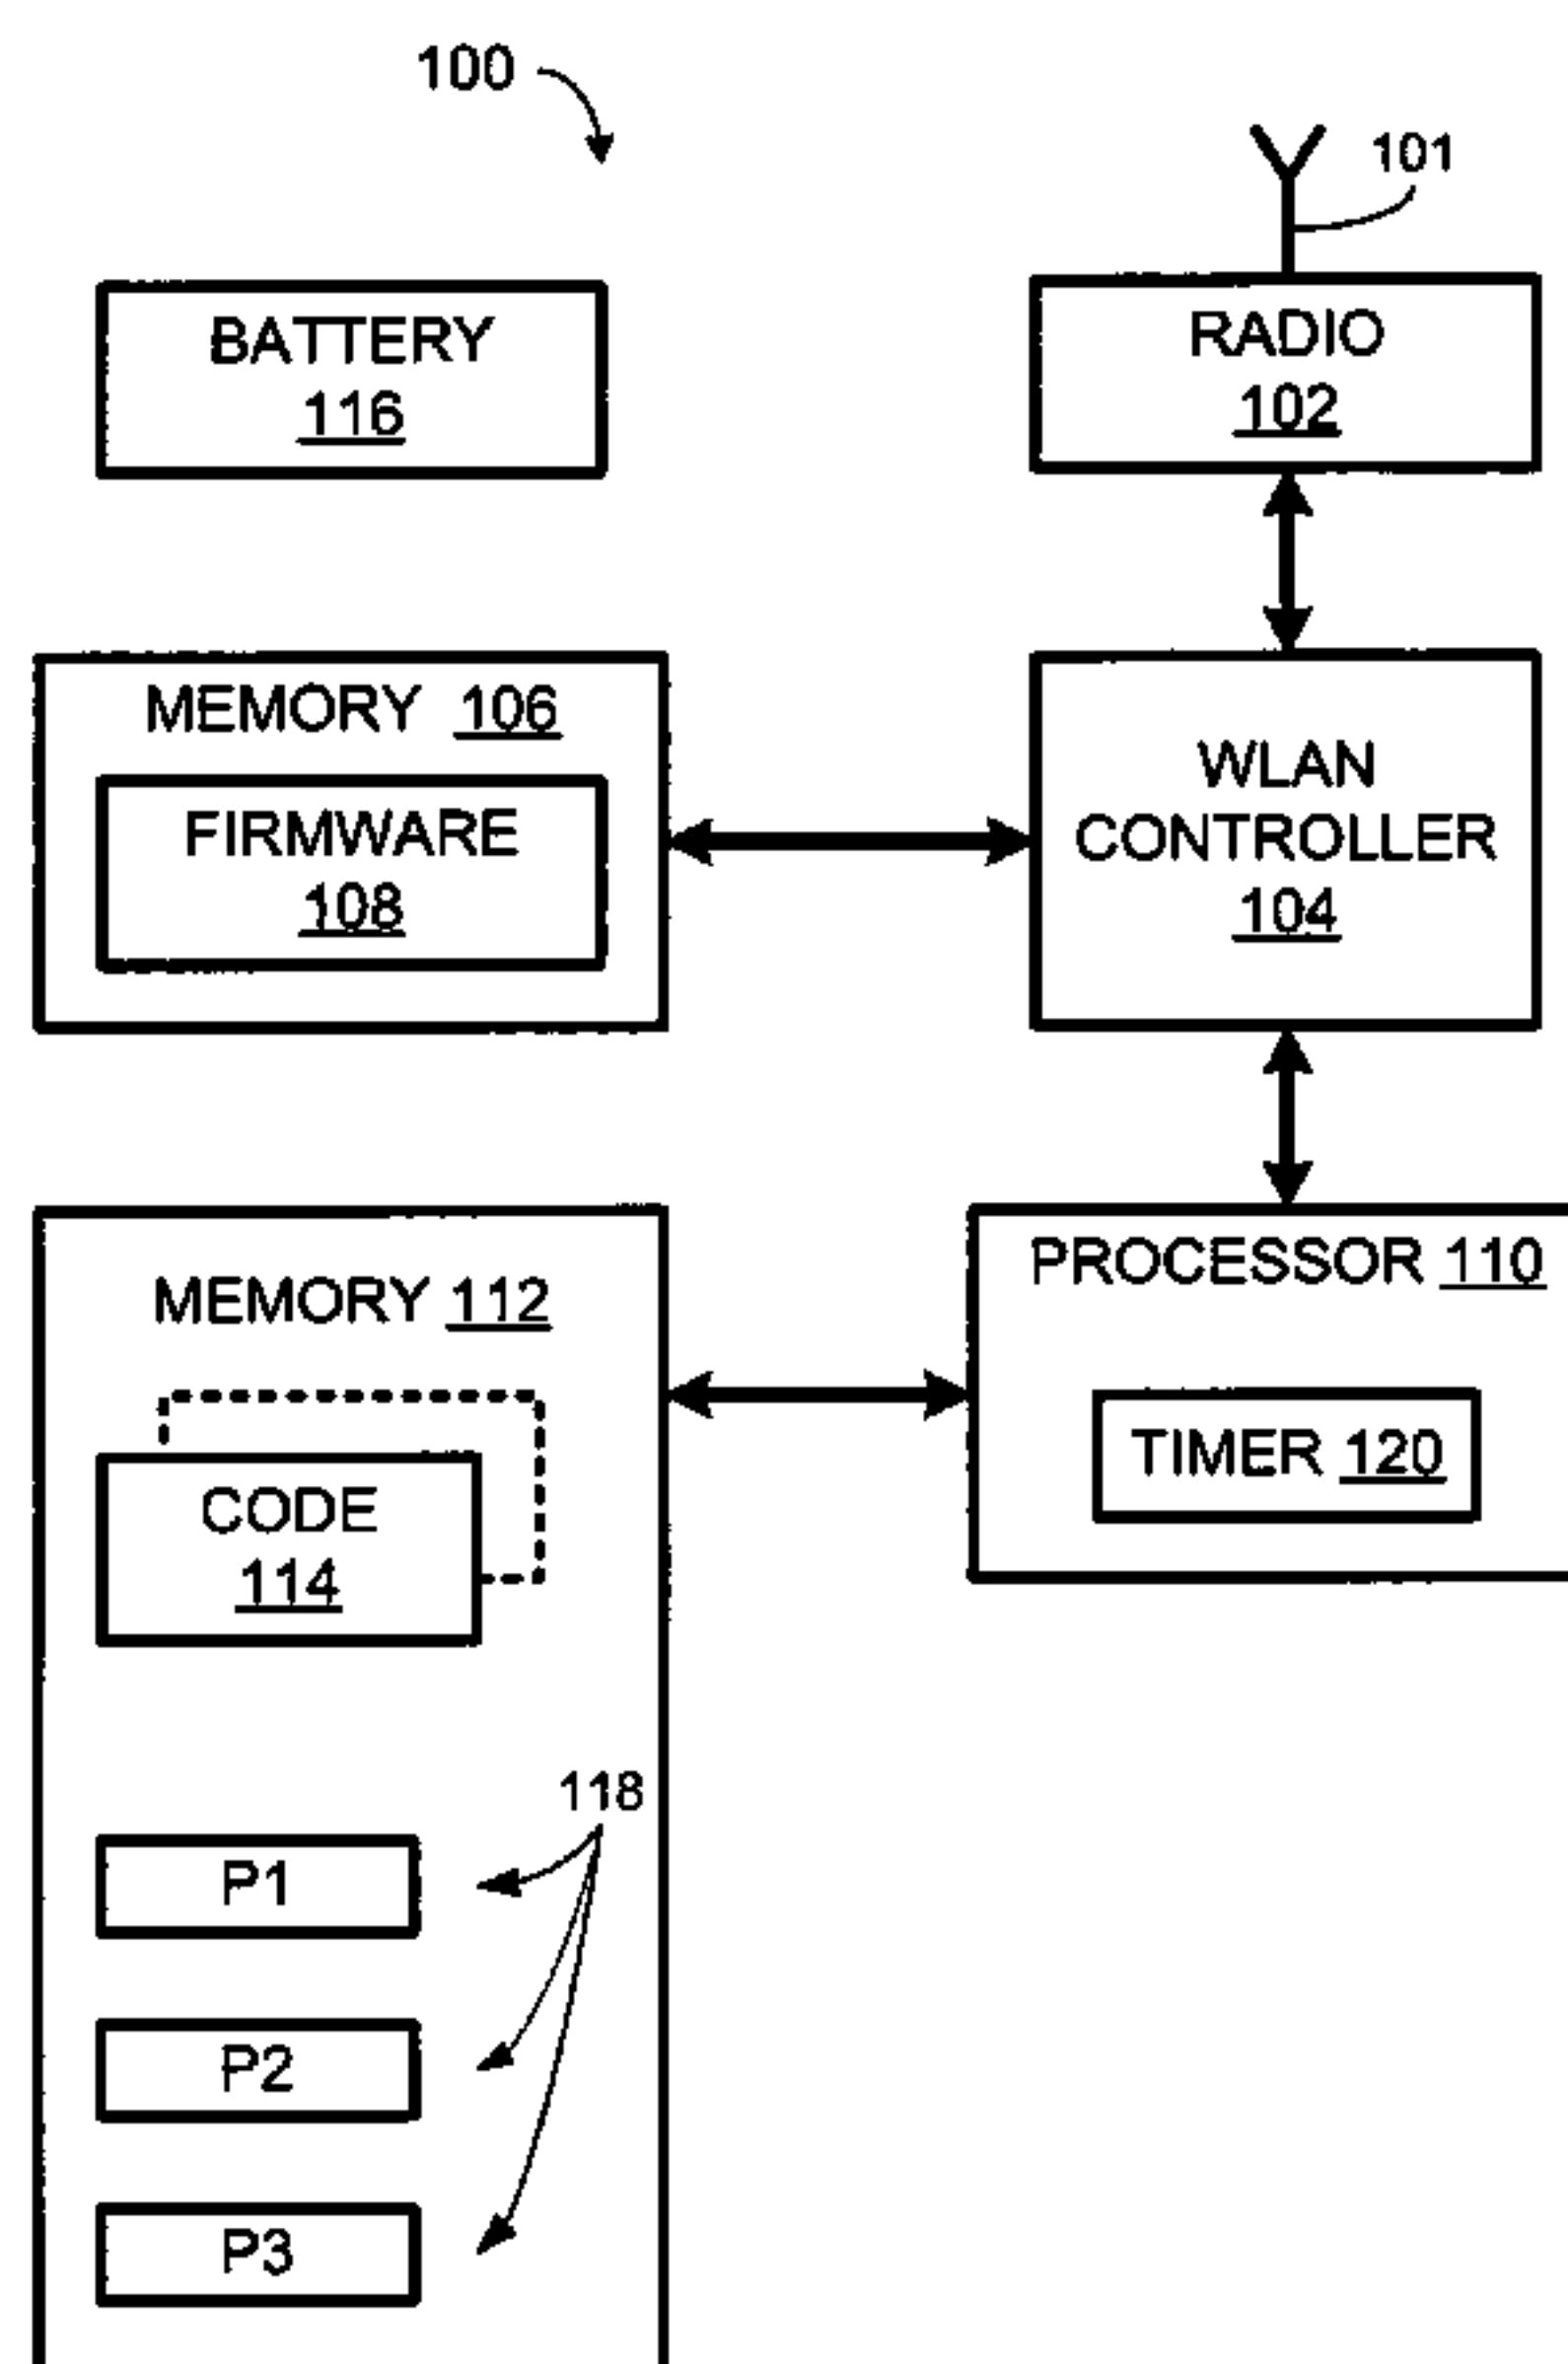 100
101
BATTERY
116
RADIO
102
MEMORY 106
FIRMWARE
108
WLAN
CONTROLLER
104
MEMORY 112
CODE
114
PROCESSOR 110
TIMER 120
118
P1
P2
P3